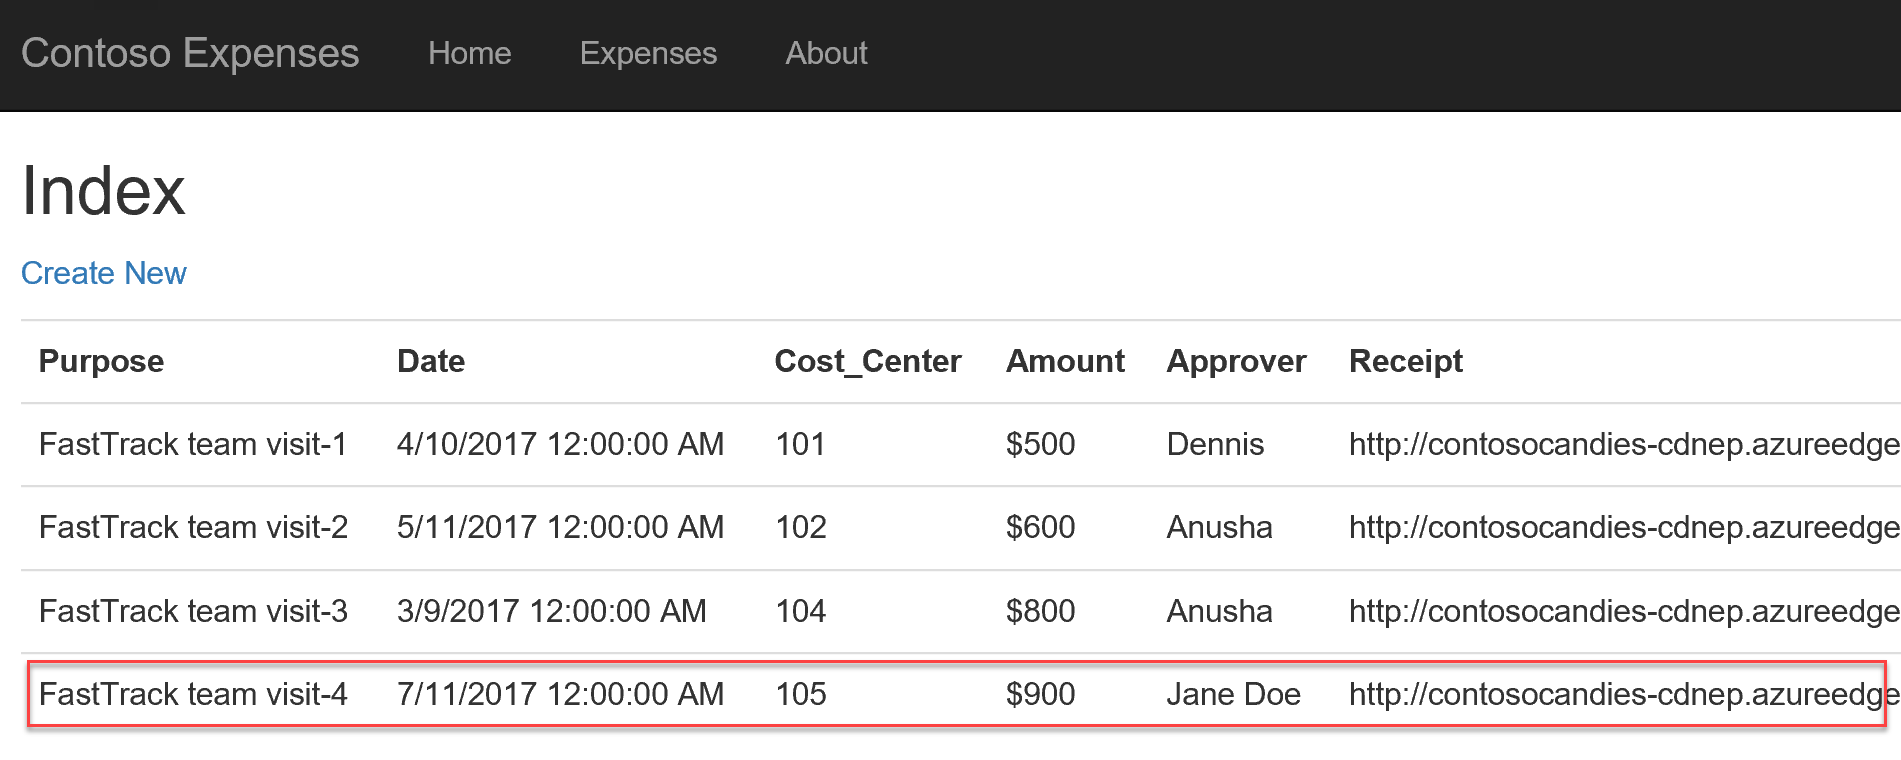 Contoso Expenses Home Expenses About
Index
Create New
Purpose Date Cost_Center Amount Approver Receipt
FastTrack team visit-1 4/10/2017 12:00:00 AM 101 $500 Dennis http://contosocandies-cdnep.azureedge
FastTrack team visit-2 5/11/2017 12:00:00 AM 102 $600 Anusha http://contosocandies-cdnep.azureedge
FastTrack team visit-3 3/9/2017 12:00:00 AM 104 $800 Anusha http://contosocandies-cdnep.azureedge
FastTrack team visit-4 7/11/2017 12:00:00 AM 105 $900 Jane Doe http://contosocandies-cdnep.azureedge